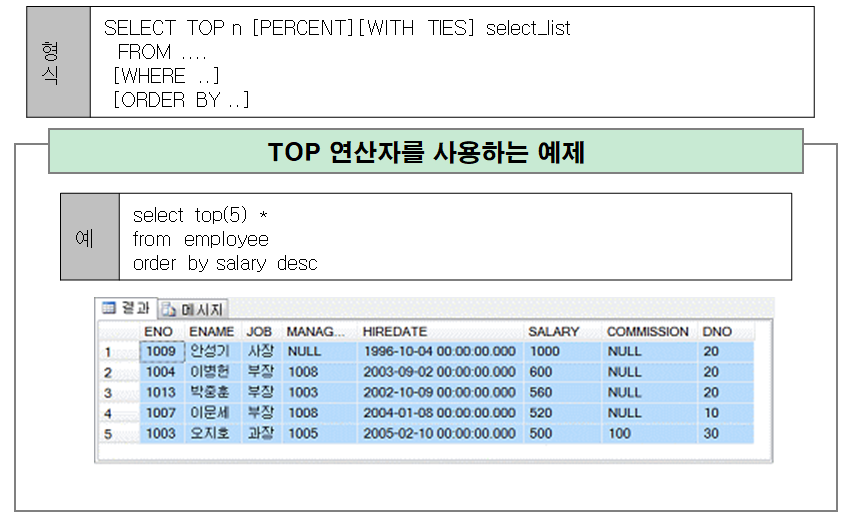 형
식
SELECT TOP n [PERCENT][WITH TIES] select_list
FROM ....
[WHERE ..]
[ORDER BY ..]
TOP 연산자를 사용하는 예제
예
select top(5) *
from employee
order by salary desc
결과 메시지
ENO ENAME JOB MANAG... HIREDATE SALARY COMMISSION DNO
1 1009 안성기 사장 NULL 1996-10-04 00:00:00.000 1000 NULL 20
2 1004 이병헌 부장 1008 2003-09-02 00:00:00.000 600 NULL 20
3 1013 박중훈 부장 1003 2002-10-09 00:00:00.000 560 NULL 20
4 1007 이문세 부장 1008 2004-01-08 00:00:00.000 520 NULL 10
5 1003 오지호 과장 1005 2005-02-10 00:00:00.000 500 100 30